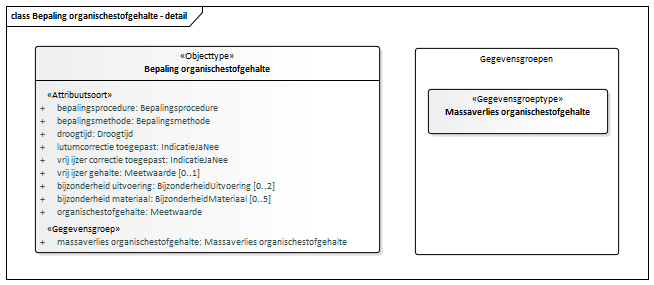 class Bepaling organischestofgehalte - detail
«Objecttype»
Bepaling organischestofgehalte
«Attribuutsoort»
+ bepalingsprocedure: Bepalingsprocedure
+ bepalingsmethode: Bepalingsmethode
+ droogtijd: Droogtijd
+ lutumcorrectie toegepast: IndicatieJaNee
+ vrij ijzer correctie toegepast: IndicatieJaNee
+ vrij ijzer gehalte: Meetwaarde [0..1]
+ bijzonderheid uitvoering: BijzonderheidUitvoering [0..2]
+ bijzonderheid materiaal: BijzonderheidMateriaal [0..5]
+ organischestofgehalte: Meetwaarde
«Gegevensgroep»
+ massaverlies organischestofgehalte: Massaverlies organischestofgehalte
Gegevensgroepen
«Gegevensgroeptype»
Massaverlies organischestofgehalte